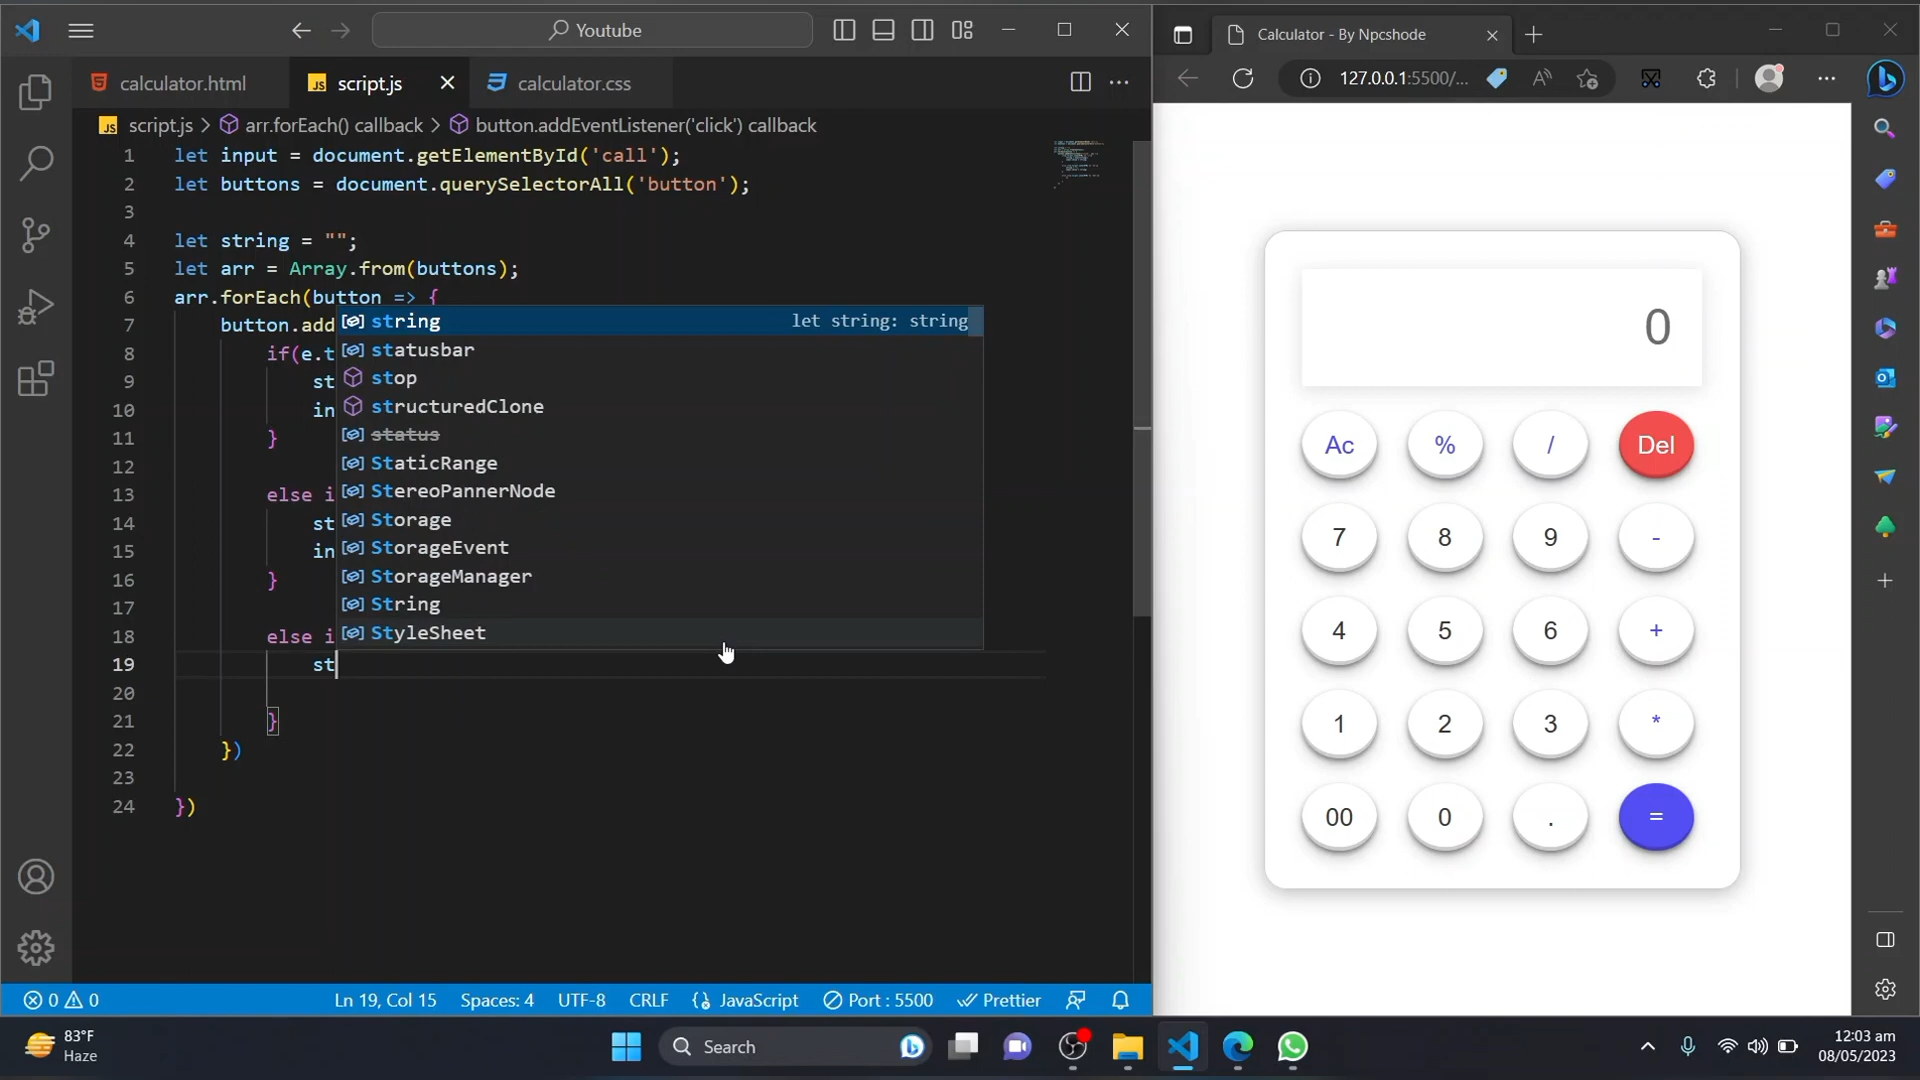 Youtube
calculator.html
script.js
calculator.css
script.js > arr.forEach() callback > button.addEventListener('click') callback
1 let input = document.getElementById('call');
2 let buttons = document.querySelectorAll('button');
3
4 let string = "";
5 let arr = Array.from(buttons);
6 arr.forEach(button => {
7 button.add
8 if(e.t
9 st
10 in
11 }
12
13 else i
14 st
15 in
16 }
17
18 else i
19 st
20
21 }
22 })
23
24 })
string let string: string
statusbar
stop
structuredClone
status
StaticRange
StereoPannerNode
Storage
StorageEvent
StorageManager
String
StyleSheet
0 0
Ln 19, Col 15
Spaces: 4
UTF-8
CRLF
JavaScript
Port : 5500
Prettier
Calculator - By Npcshode
127.0.0.1:5500/...
0
Ac % / Del
7 8 9 -
4 5 6 +
1 2 3 *
00 0 . =
83°F
Haze
Search
12:03 am
08/05/2023